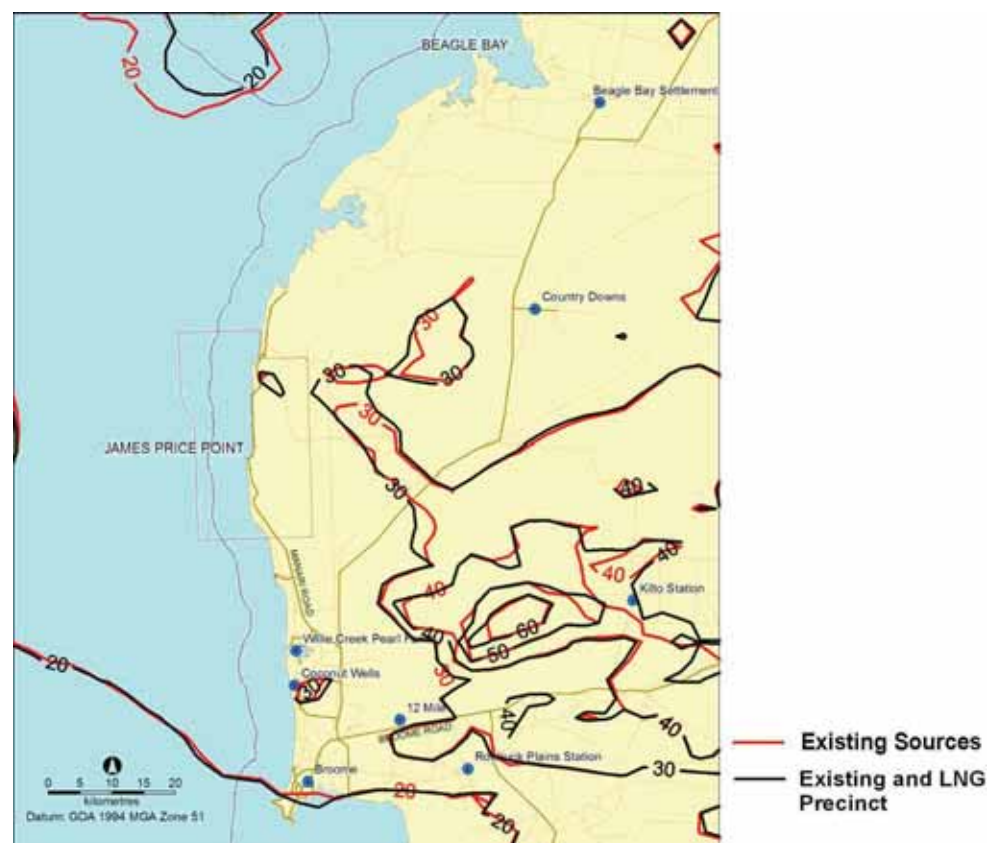 BEAGLE BAY
20
20
Beagle Bay Settlement
Country Downs
30
30
30
30
JAMES PRICE POINT
30
40
40
40
40
Kilto Station
MANARI ROAD
40
60
50
Willie Creek Pearl
20
30
Coconut Wells
30
12 Mile
40
40
BROOME ROAD
Roebuck Plains Station
30
Broome
20
20
0 5 10 15 20
kilometres
Datum: GDA 1994 MGA Zone 51
Existing Sources
Existing and LNG
Precinct